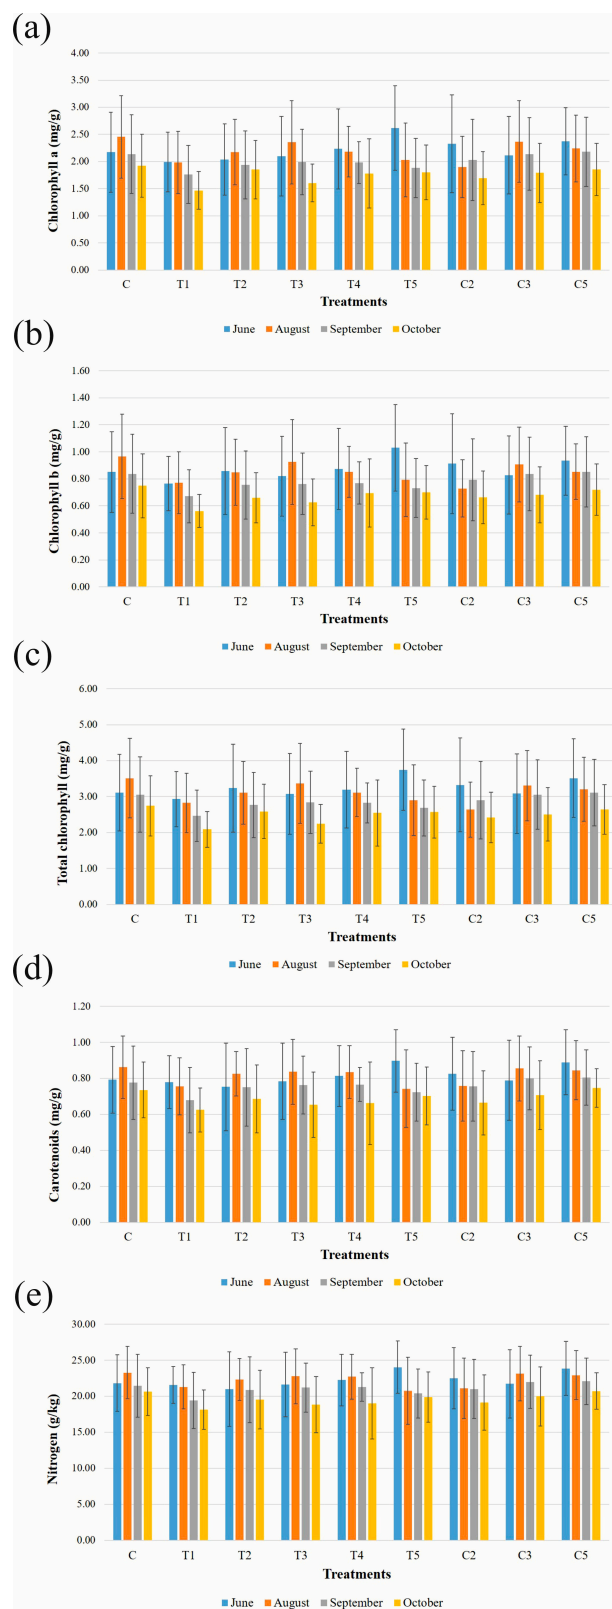 (a)
4.00
3.50
3.00
2.50
2.00
1.50
1.00
0.50
0.00
Chlorophyll a (mg/g)
C T1 T2 T3 T4 T5 C2 C3 C5
Treatments
June August September October
(b)
1.60
1.40
1.20
1.00
0.80
0.60
0.40
0.20
0.00
Chlorophyll b (mg/g)
C T1 T2 T3 T4 T5 C2 C3 C5
Treatments
June August September October
(c)
6.00
5.00
4.00
3.00
2.00
1.00
0.00
Total chlorophyll (mg/g)
C T1 T2 T3 T4 T5 C2 C3 C5
Treatments
June August September October
(d)
1.20
1.00
0.80
0.60
0.40
0.20
0.00
Carotenoids (mg/g)
C T1 T2 T3 T4 T5 C2 C3 C5
Treatments
June August September October
(e)
30.00
25.00
20.00
15.00
10.00
5.00
0.00
Nitrogen (g/kg)
C T1 T2 T3 T4 T5 C2 C3 C5
Treatments
June August September October